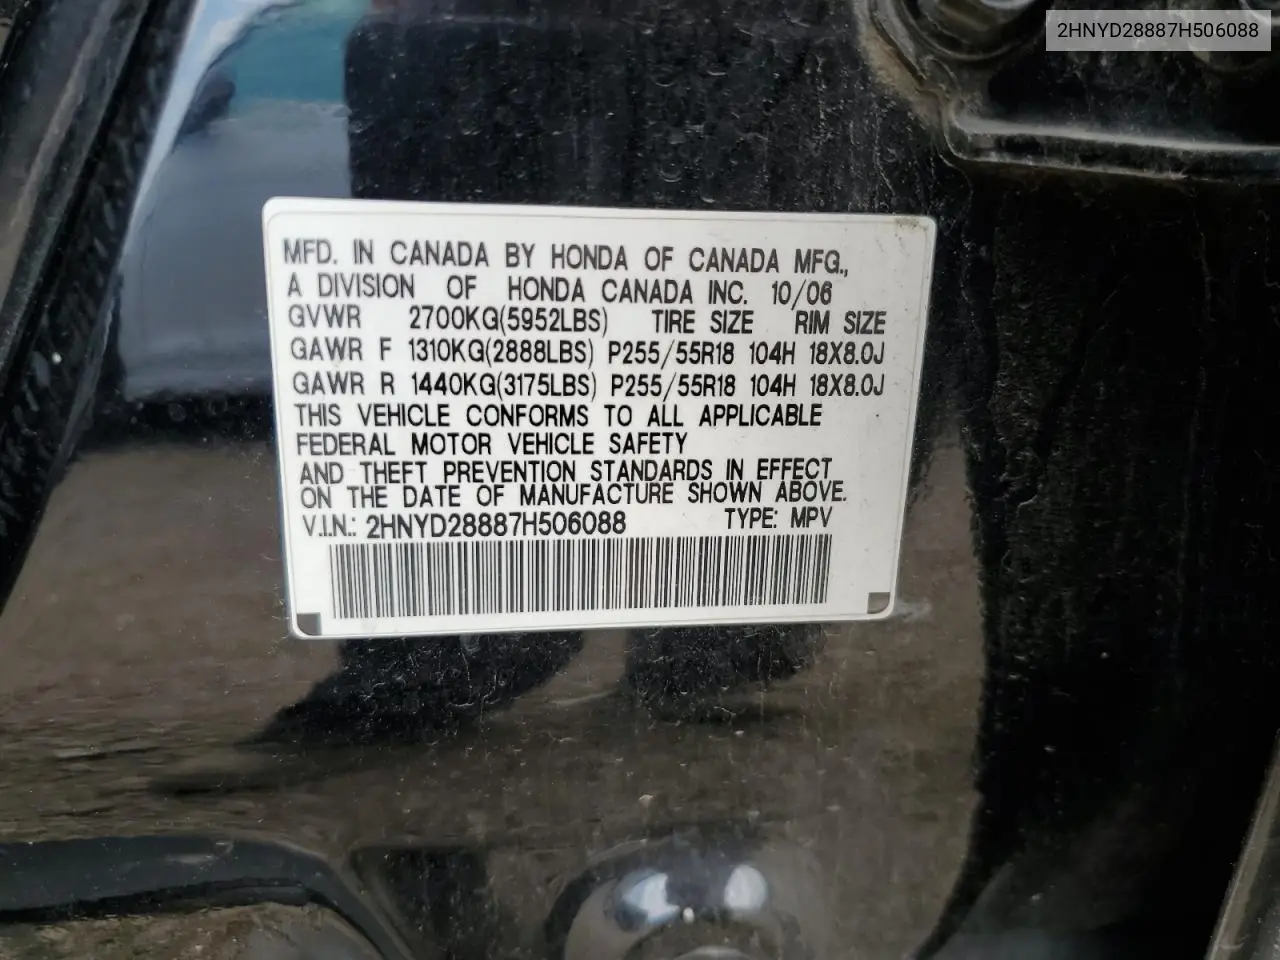 2HNYD28887H506088
MFD. IN CANADA BY HONDA OF CANADA MFG.,
A DIVISION OF HONDA CANADA INC. 10/06
GVWR 2700KG(5952LBS) TIRE SIZE RIM SIZE
GAWR F 1310KG(2888LBS) P255/55R18 104H 18X8.0J
GAWR R 1440KG(3175LBS) P255/55R18 104H 18X8.0J
THIS VEHICLE CONFORMS TO ALL APPLICABLE
FEDERAL MOTOR VEHICLE SAFETY
AND THEFT PREVENTION STANDARDS IN EFFECT
ON THE DATE OF MANUFACTURE SHOWN ABOVE.
V.I.N.: 2HNYD28887H506088 TYPE: MPV